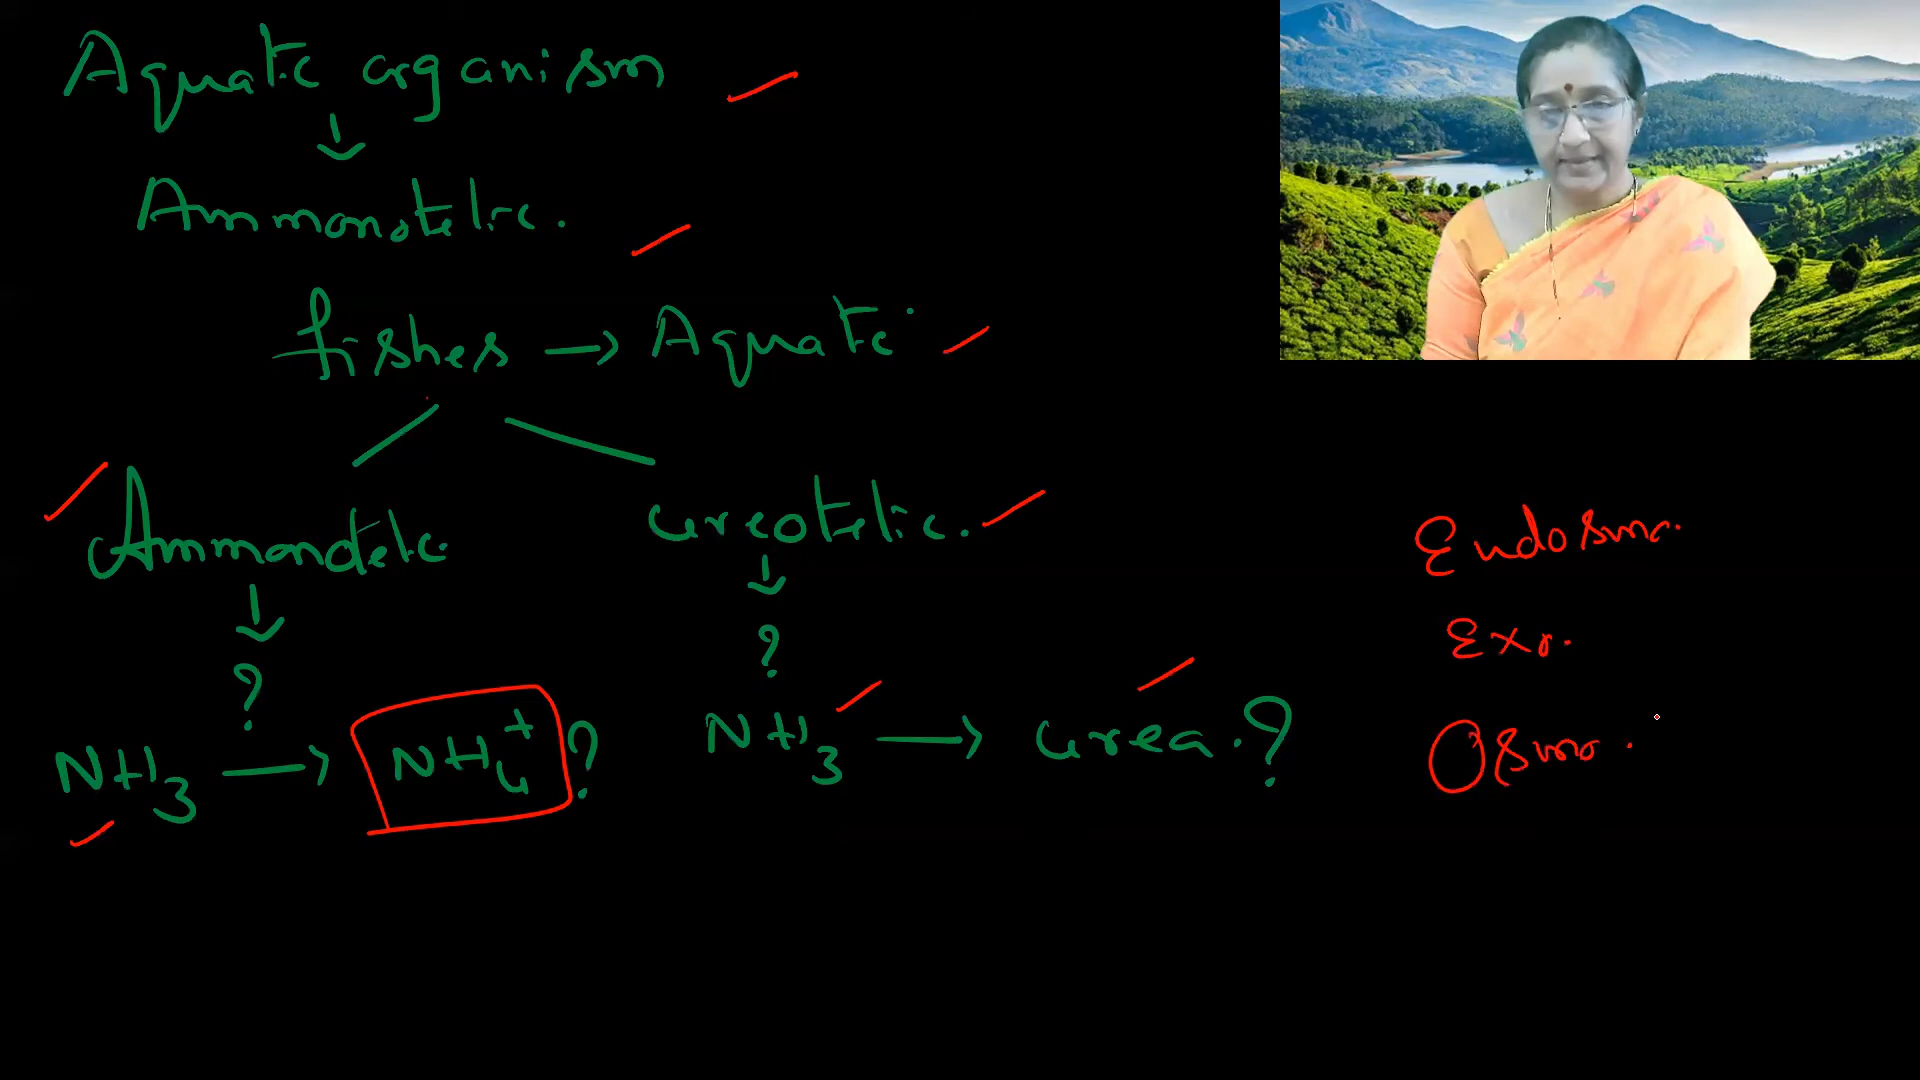 Aquatic organism
↓
Ammonotelic.
fishes → Aquatic
Ammonotelic
ureotelic.
↓
↓
?
?
NH3 → NH4+ ?
NH3 → urea. ?
Endosmo.
Exo.
Osmo.